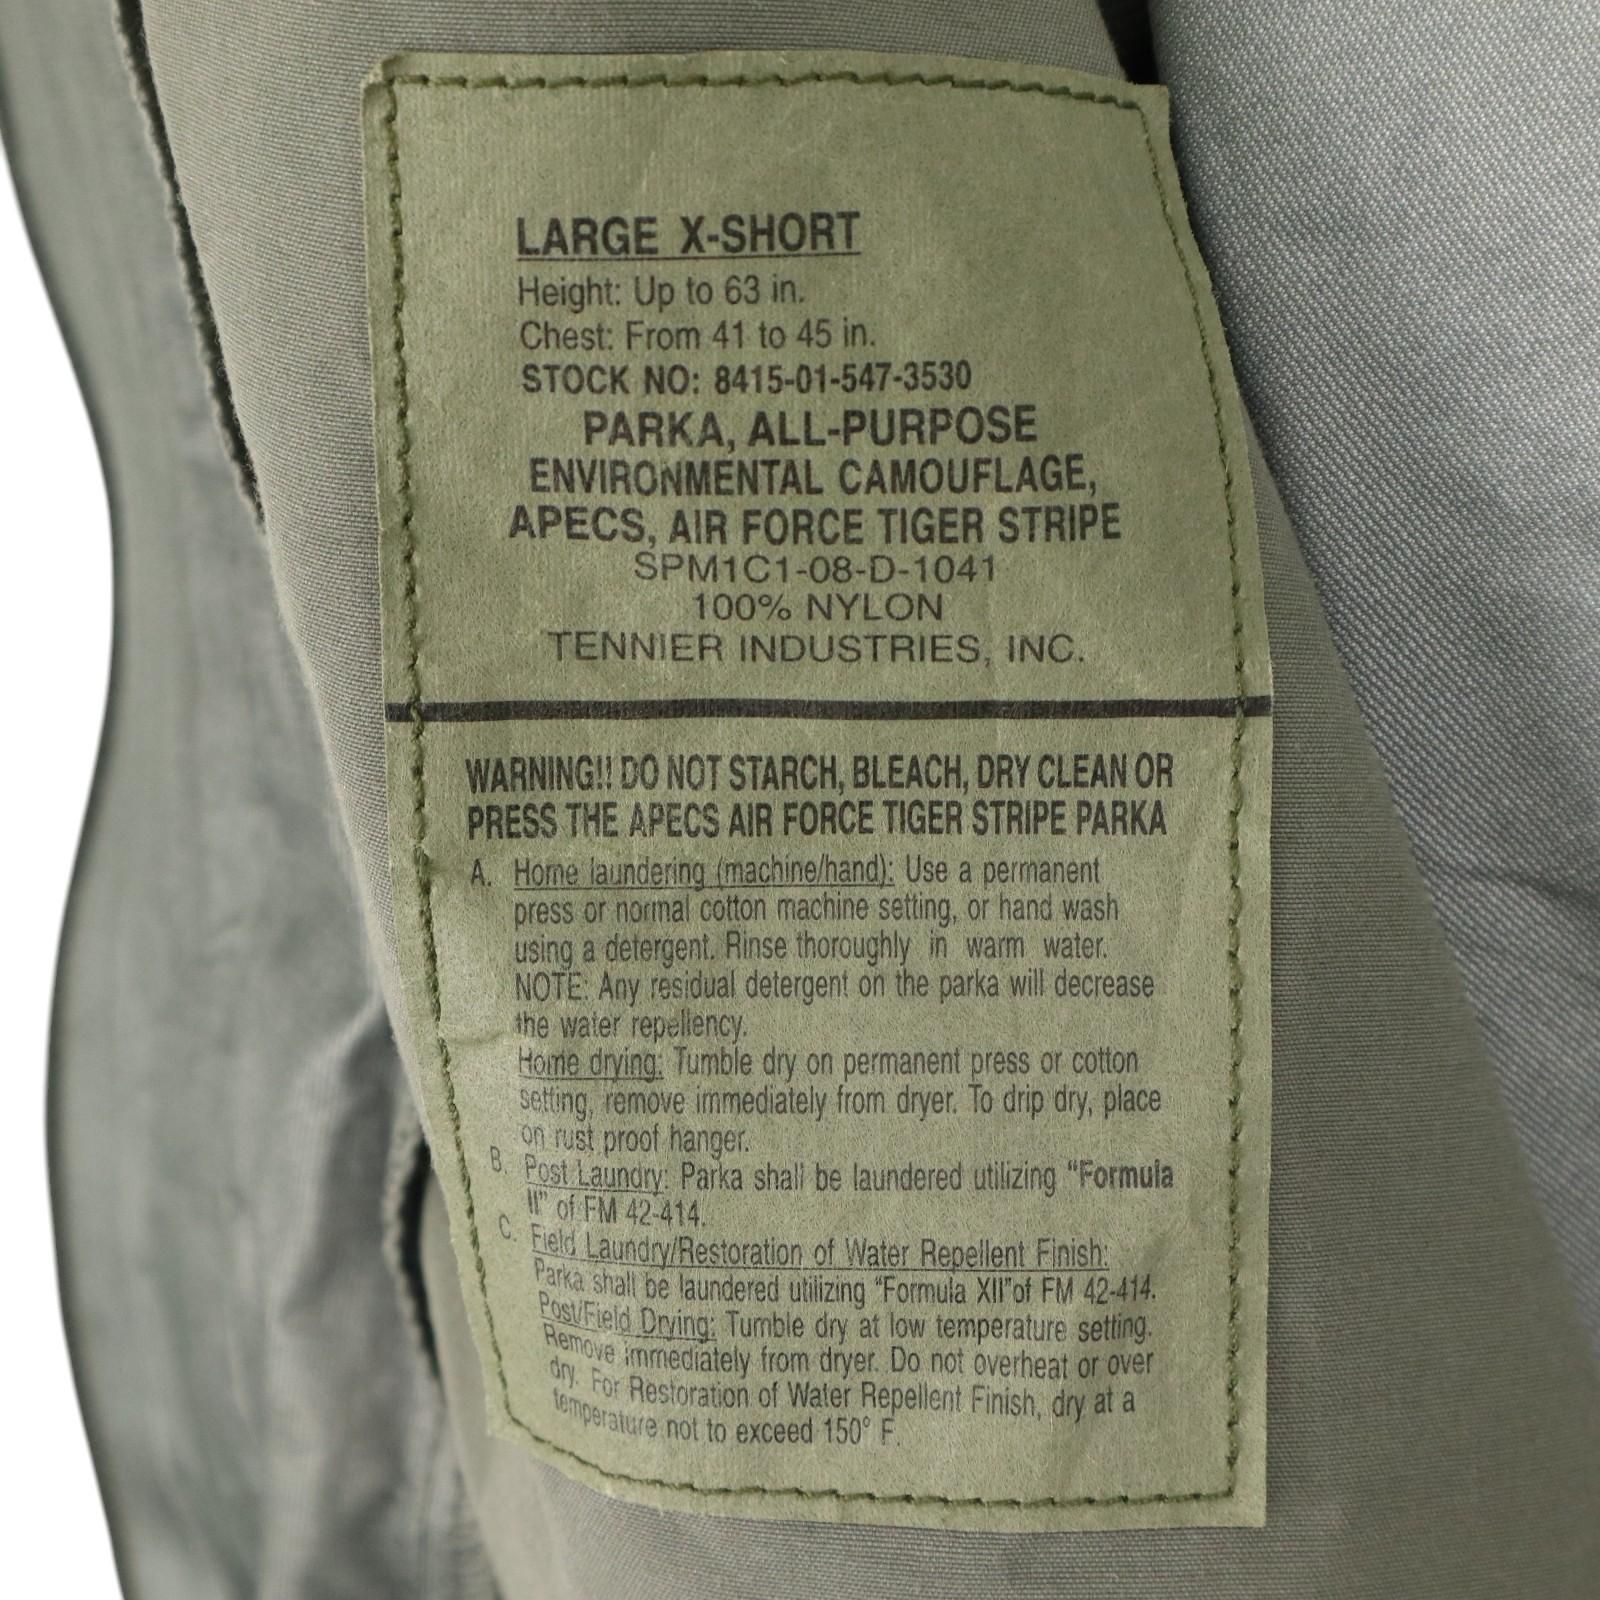 LARGE X-SHORT
Height: Up to 63 in.
Chest: From 41 to 45 in.
STOCK NO: 8415-01-547-3530
PARKA, ALL-PURPOSE
ENVIRONMENTAL CAMOUFLAGE,
APECS, AIR FORCE TIGER STRIPE
SPM1C1-08-D-1041
100% NYLON
TENNIER INDUSTRIES, INC.
WARNING!! DO NOT STARCH, BLEACH, DRY CLEAN OR
PRESS THE APECS AIR FORCE TIGER STRIPE PARKA
A. Home laundering (machine/hand): Use a permanent
press or normal cotton machine setting, or hand wash
using a detergent. Rinse thoroughly in warm water.
NOTE: Any residual detergent on the parka will decrease
the water repellency.
Home drying: Tumble dry on permanent press or cotton
setting, remove immediately from dryer. To drip dry, place
on rust proof hanger.
B. Post Laundry: Parka shall be laundered utilizing "Formula
II" of FM 42-414.
C. Field Laundry/Restoration of Water Repellent Finish:
Parka shall be laundered utilizing "Formula XII"of FM 42-414.
Post/Field Drying: Tumble dry at low temperature setting.
Remove immediately from dryer. Do not overheat or over
dry. For Restoration of Water Repellent Finish, dry at a
temperature not to exceed 150° F.